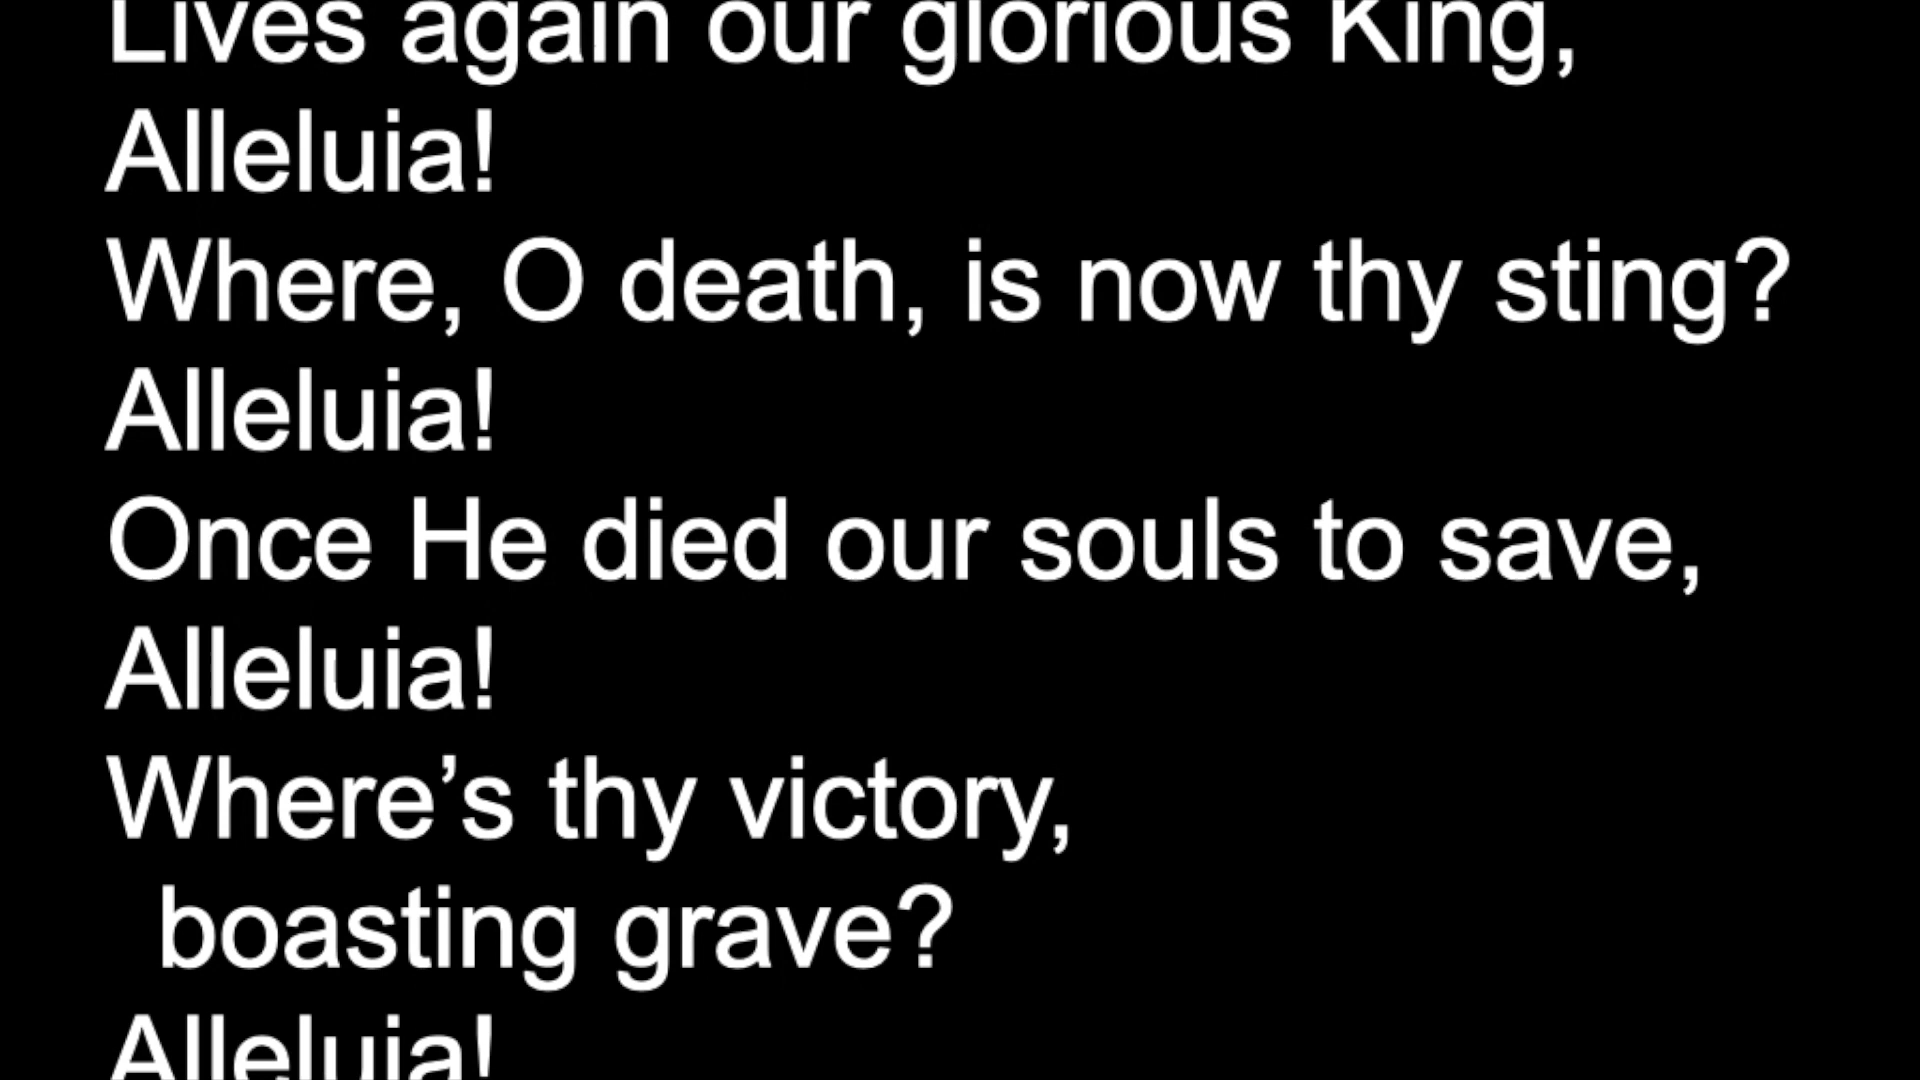 Lives again our glorious King,
Alleluia!
Where, O death, is now thy sting?
Alleluia!
Once He died our souls to save,
Alleluia!
Where’s thy victory,
boasting grave?
Alleluia!